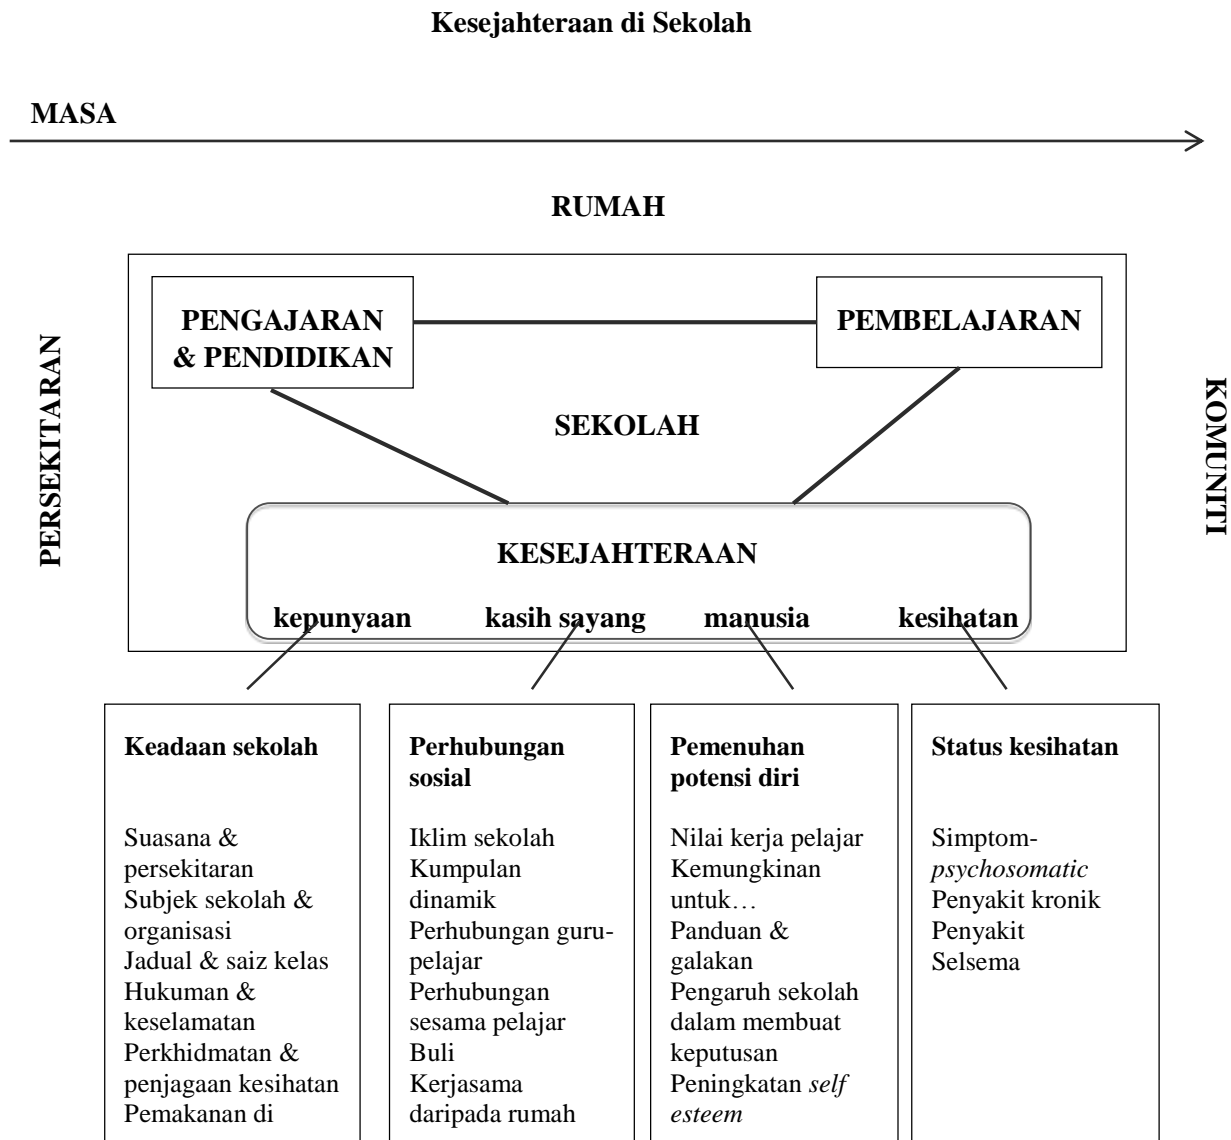 Kesejahteraan di Sekolah
MASA
RUMAH
PERSEKITARAN
PENGAJARAN
& PENDIDIKAN
PEMBELAJARAN
SEKOLAH
KOMUNITI
KESEJAHTERAAN
kepunyaan
kasih sayang
manusia
kesihatan
Keadaan sekolah
Suasana &
persekitaran
Subjek sekolah &
organisasi
Jadual & saiz kelas
Hukuman &
keselamatan
Perkhidmatan &
penjagaan kesihatan
Pemakanan di
Perhubungan
sosial
Iklim sekolah
Kumpulan
dinamik
Perhubungan guru-
pelajar
Perhubungan
sesama pelajar
Buli
Kerjasama
daripada rumah
Pemenuhan
potensi diri
Nilai kerja pelajar
Kemungkinan
untuk…
Panduan &
galakan
Pengaruh sekolah
dalam membuat
keputusan
Peningkatan self
esteem
Status kesihatan
Simptom-
psychosomatic
Penyakit kronik
Penyakit
Selsema